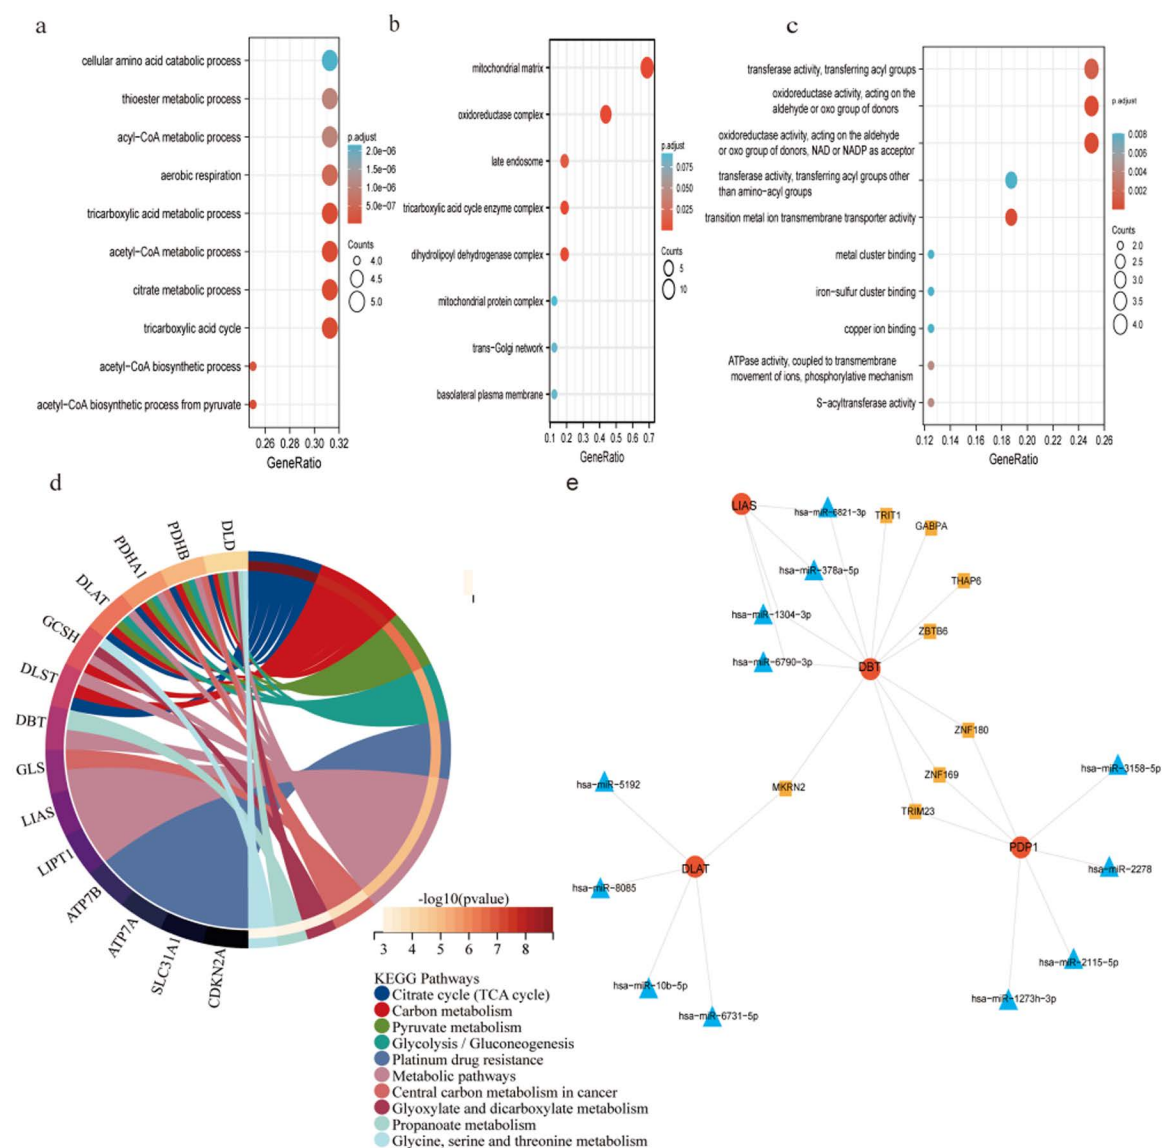 a
cellular amino acid catabolic process
thioester metabolic process
acyl−CoA metabolic process
aerobic respiration
tricarboxylic acid metabolic process
acetyl−CoA metabolic process
citrate metabolic process
tricarboxylic acid cycle
acetyl−CoA biosynthetic process
acetyl−CoA biosynthetic process from pyruvate
0.26 0.28 0.30 0.32
GeneRatio
p.adjust
2.0e−06
1.5e−06
1.0e−06
5.0e−07
Counts
4.0
4.5
5.0
b
mitochondrial matrix
oxidoreductase complex
late endosome
tricarboxylic acid cycle enzyme complex
dihydrolipoyl dehydrogenase complex
mitochondrial protein complex
trans−Golgi network
basolateral plasma membrane
0.1 0.2 0.3 0.4 0.5 0.6 0.7
GeneRatio
p.adjust
0.075
0.050
0.025
Counts
5
10
c
transferase activity, transferring acyl groups
oxidoreductase activity, acting on the
aldehyde or oxo group of donors
oxidoreductase activity, acting on the aldehyde
or oxo group of donors, NAD or NADP as acceptor
transferase activity, transferring acyl groups other
than amino−acyl groups
transition metal ion transmembrane transporter activity
metal cluster binding
iron−sulfur cluster binding
copper ion binding
ATPase activity, coupled to transmembrane
movement of ions, phosphorylative mechanism
S−acyltransferase activity
0.12 0.14 0.16 0.18 0.20 0.22 0.24 0.26
GeneRatio
p.adjust
0.008
0.006
0.004
0.002
Counts
2.0
2.5
3.0
3.5
4.0
d
DLD
PDHB
PDHA1
DLAT
GCSH
DLST
DBT
GLS
LIAS
LIPT1
ATP7B
ATP7A
SLC31A1
CDKN2A
-log10(pvalue)
3 4 5 6 7 8
KEGG Pathways
Citrate cycle (TCA cycle)
Carbon metabolism
Pyruvate metabolism
Glycolysis / Gluconeogenesis
Platinum drug resistance
Metabolic pathways
Central carbon metabolism in cancer
Glyoxylate and dicarboxylate metabolism
Propanoate metabolism
Glycine, serine and threonine metabolism
e
LIAS
hsa−miR−6821−3p
TRIT1
GABPA
hsa−miR−378a−5p
THAP6
hsa−miR−1304−3p
ZBTB6
hsa−miR−6790−3p
DBT
ZNF180
hsa−miR−3158−5p
ZNF169
hsa−miR−5192
MKRN2
TRIM23
PDP1
DLAT
hsa−miR−2278
hsa−miR−8085
hsa−miR−2115−5p
hsa−miR−10b−5p
hsa−miR−1273h−3p
hsa−miR−6731−5p